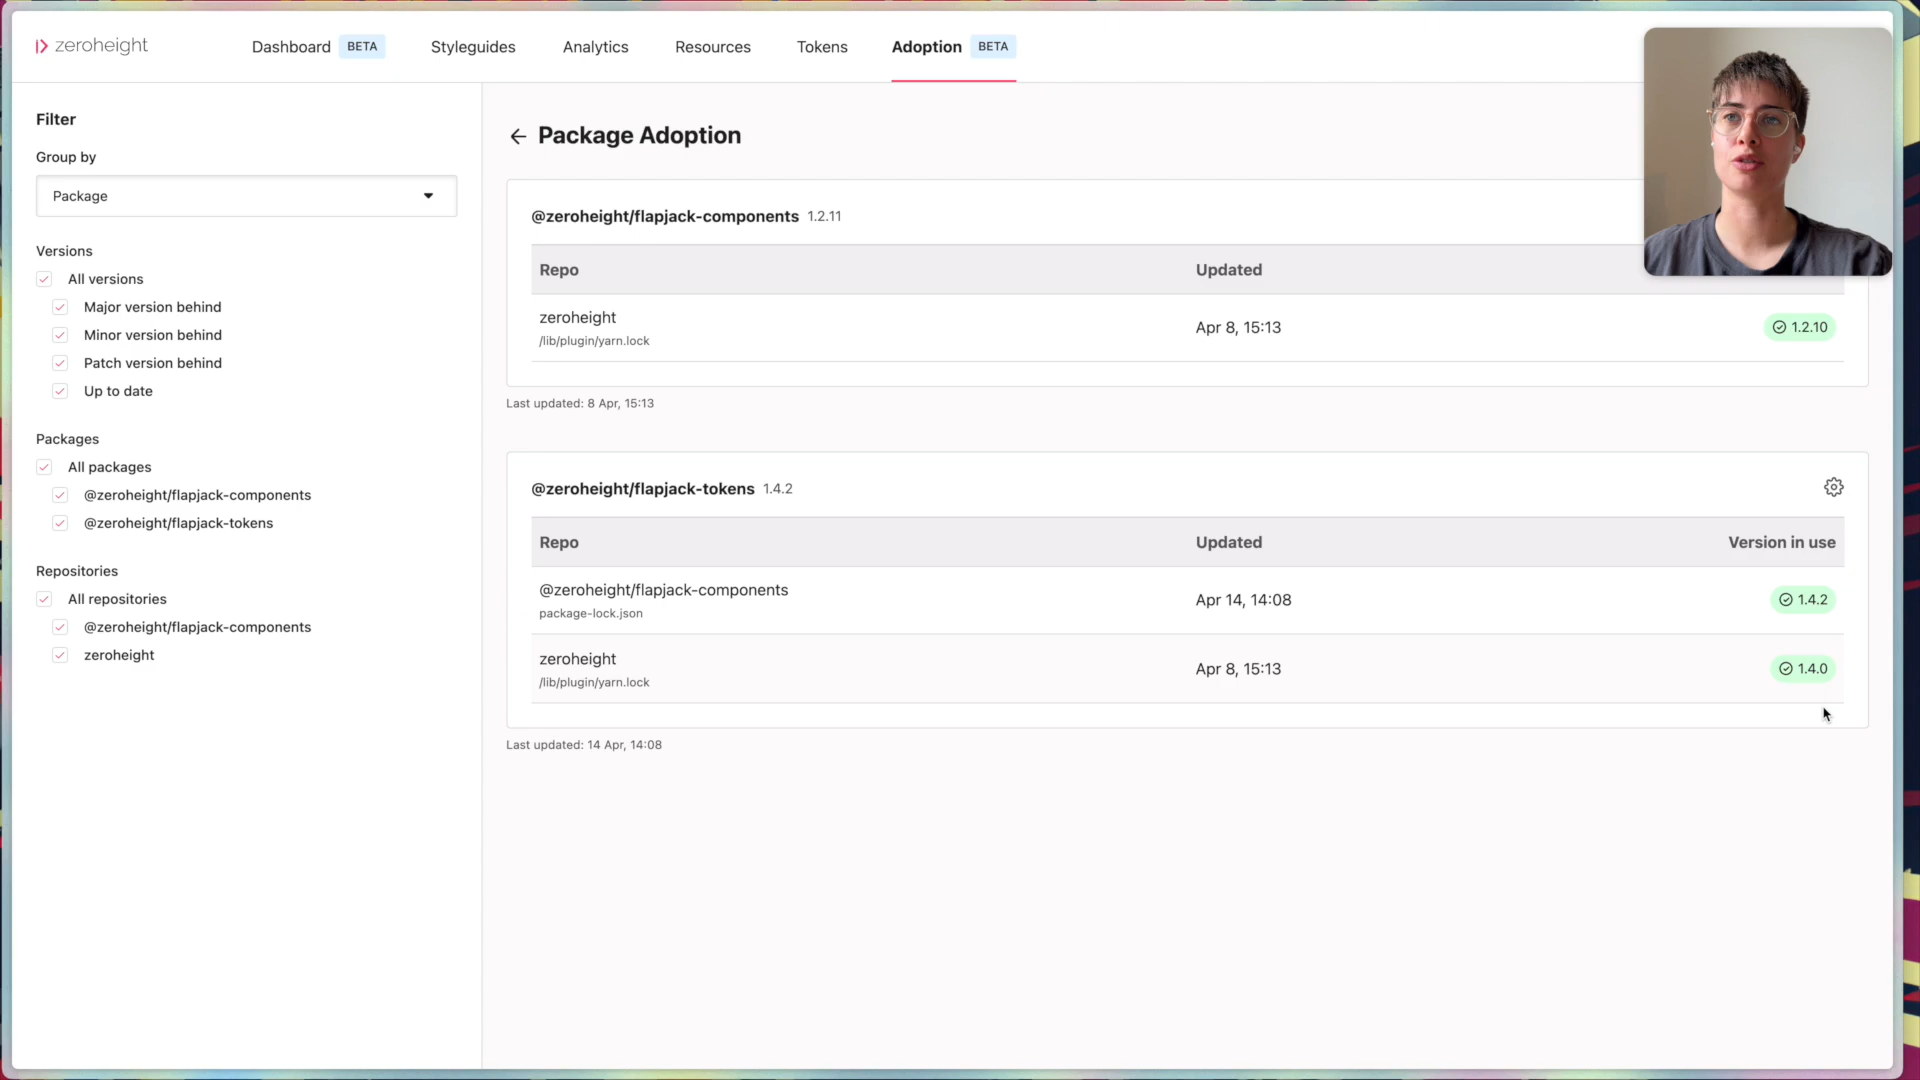 zeroheight
Dashboard BETA Styleguides Analytics Resources Tokens Adoption BETA
Filter
Group by
Package
Versions
All versions
Major version behind
Minor version behind
Patch version behind
Up to date
Packages
All packages
@zeroheight/flapjack-components
@zeroheight/flapjack-tokens
Repositories
All repositories
@zeroheight/flapjack-components
zeroheight
Package Adoption
@zeroheight/flapjack-components 1.2.11
Repo Updated
zeroheight Apr 8, 15:13 1.2.10
/lib/plugin/yarn.lock
Last updated: 8 Apr, 15:13
@zeroheight/flapjack-tokens 1.4.2
Repo Updated Version in use
@zeroheight/flapjack-components Apr 14, 14:08 1.4.2
package-lock.json
zeroheight Apr 8, 15:13 1.4.0
/lib/plugin/yarn.lock
Last updated: 14 Apr, 14:08